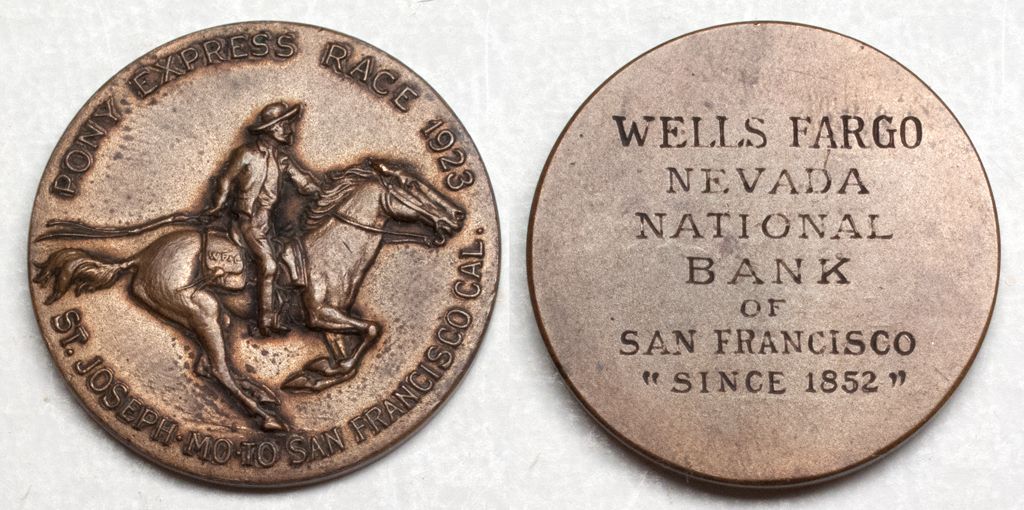 PONY EXPRESS RACE 1923
ST. JOSEPH·MO·TO SAN FRANCISCO CAL.
WELLS FARGO
NEVADA
NATIONAL
BANK
OF
SAN FRANCISCO
"SINCE 1852"